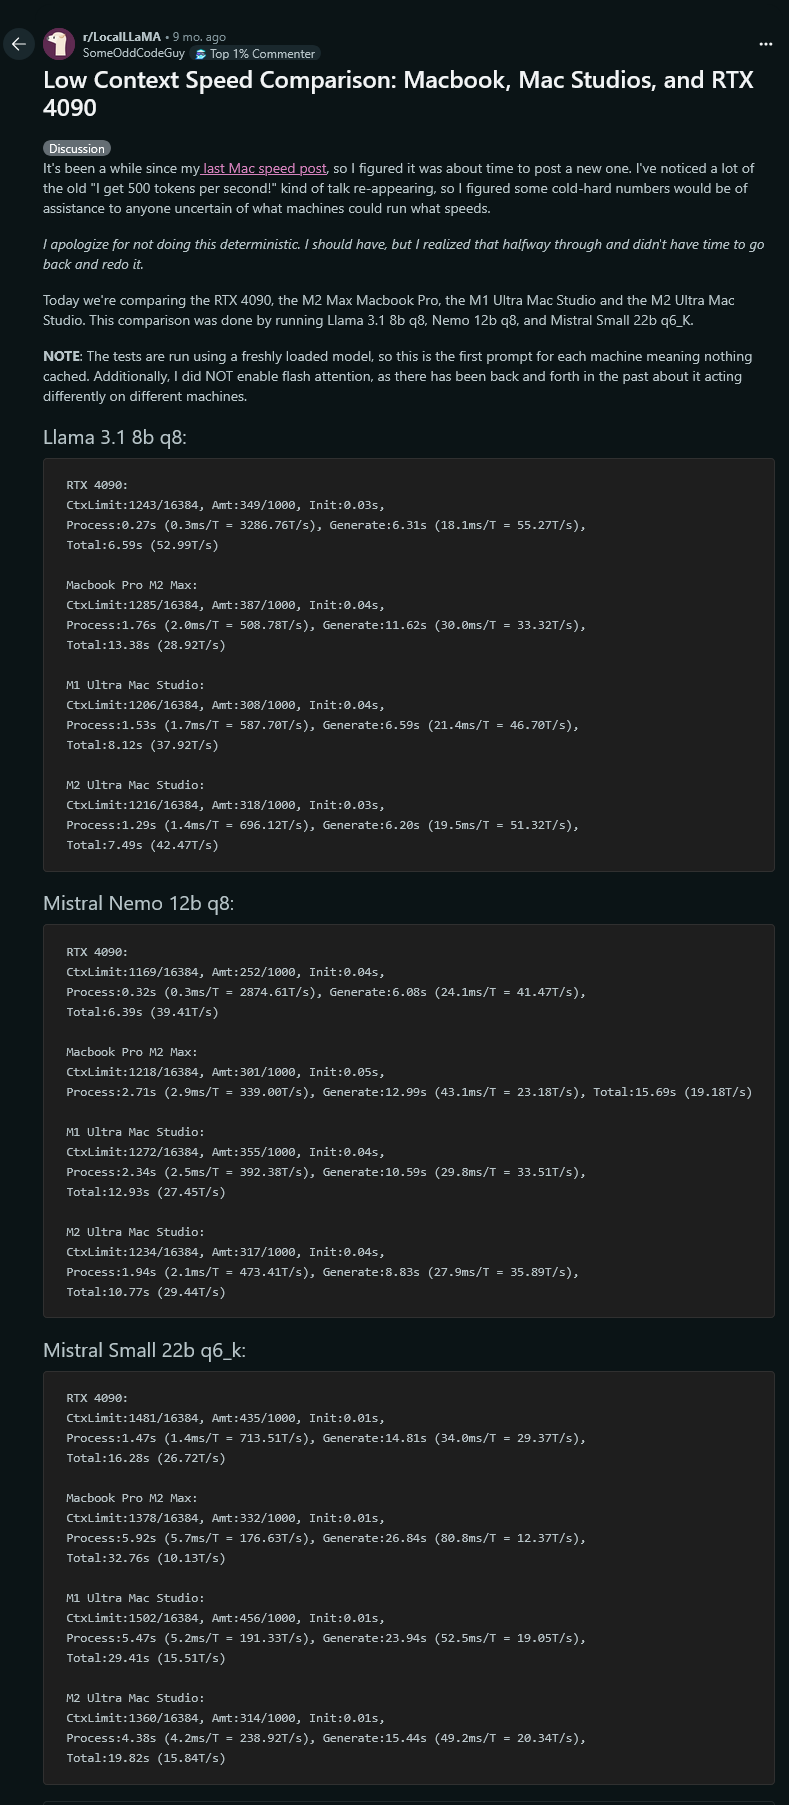 r/LocalLLaMA • 9 mo. ago
SomeOddCodeGuy Top 1% Commenter
Low Context Speed Comparison: Macbook, Mac Studios, and RTX
4090
Discussion
It's been a while since my last Mac speed post, so I figured it was about time to post a new one. I've noticed a lot of
the old "I get 500 tokens per second!" kind of talk re-appearing, so I figured some cold-hard numbers would be of
assistance to anyone uncertain of what machines could run what speeds.
I apologize for not doing this deterministic. I should have, but I realized that halfway through and didn't have time to go
back and redo it.
Today we're comparing the RTX 4090, the M2 Max Macbook Pro, the M1 Ultra Mac Studio and the M2 Ultra Mac
Studio. This comparison was done by running Llama 3.1 8b q8, Nemo 12b q8, and Mistral Small 22b q6_K.
NOTE: The tests are run using a freshly loaded model, so this is the first prompt for each machine meaning nothing
cached. Additionally, I did NOT enable flash attention, as there has been back and forth in the past about it acting
differently on different machines.
Llama 3.1 8b q8:
RTX 4090:
CtxLimit:1243/16384, Amt:349/1000, Init:0.03s,
Process:0.27s (0.3ms/T = 3286.76T/s), Generate:6.31s (18.1ms/T = 55.27T/s),
Total:6.59s (52.99T/s)
Macbook Pro M2 Max:
CtxLimit:1285/16384, Amt:387/1000, Init:0.04s,
Process:1.76s (2.0ms/T = 508.78T/s), Generate:11.62s (30.0ms/T = 33.32T/s),
Total:13.38s (28.92T/s)
M1 Ultra Mac Studio:
CtxLimit:1206/16384, Amt:308/1000, Init:0.04s,
Process:1.53s (1.7ms/T = 587.70T/s), Generate:6.59s (21.4ms/T = 46.70T/s),
Total:8.12s (37.92T/s)
M2 Ultra Mac Studio:
CtxLimit:1216/16384, Amt:318/1000, Init:0.03s,
Process:1.29s (1.4ms/T = 696.12T/s), Generate:6.20s (19.5ms/T = 51.32T/s),
Total:7.49s (42.47T/s)
Mistral Nemo 12b q8:
RTX 4090:
CtxLimit:1169/16384, Amt:252/1000, Init:0.04s,
Process:0.32s (0.3ms/T = 2874.61T/s), Generate:6.08s (24.1ms/T = 41.47T/s),
Total:6.39s (39.41T/s)
Macbook Pro M2 Max:
CtxLimit:1218/16384, Amt:301/1000, Init:0.05s,
Process:2.71s (2.9ms/T = 339.00T/s), Generate:12.99s (43.1ms/T = 23.18T/s), Total:15.69s (19.18T/s)
M1 Ultra Mac Studio:
CtxLimit:1272/16384, Amt:355/1000, Init:0.04s,
Process:2.34s (2.5ms/T = 392.38T/s), Generate:10.59s (29.8ms/T = 33.51T/s),
Total:12.93s (27.45T/s)
M2 Ultra Mac Studio:
CtxLimit:1234/16384, Amt:317/1000, Init:0.04s,
Process:1.94s (2.1ms/T = 473.41T/s), Generate:8.83s (27.9ms/T = 35.89T/s),
Total:10.77s (29.44T/s)
Mistral Small 22b q6_k:
RTX 4090:
CtxLimit:1481/16384, Amt:435/1000, Init:0.01s,
Process:1.47s (1.4ms/T = 713.51T/s), Generate:14.81s (34.0ms/T = 29.37T/s),
Total:16.28s (26.72T/s)
Macbook Pro M2 Max:
CtxLimit:1378/16384, Amt:332/1000, Init:0.01s,
Process:5.92s (5.7ms/T = 176.63T/s), Generate:26.84s (80.8ms/T = 12.37T/s),
Total:32.76s (10.13T/s)
M1 Ultra Mac Studio:
CtxLimit:1502/16384, Amt:456/1000, Init:0.01s,
Process:5.47s (5.2ms/T = 191.33T/s), Generate:23.94s (52.5ms/T = 19.05T/s),
Total:29.41s (15.51T/s)
M2 Ultra Mac Studio:
CtxLimit:1360/16384, Amt:314/1000, Init:0.01s,
Process:4.38s (4.2ms/T = 238.92T/s), Generate:15.44s (49.2ms/T = 20.34T/s),
Total:19.82s (15.84T/s)